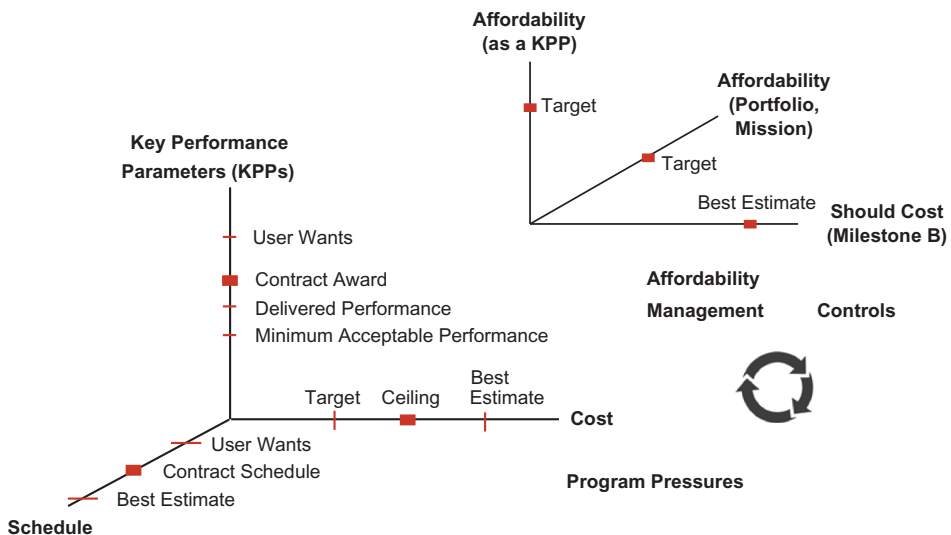 Affordability
(as a KPP)
Target
Affordability
(Portfolio,
Mission)
Target
Best Estimate
Should Cost
(Milestone B)
Key Performance
Parameters (KPPs)
User Wants
Contract Award
Delivered Performance
Minimum Acceptable Performance
Target
Ceiling
Best
Estimate
Cost
User Wants
Contract Schedule
Best Estimate
Schedule
Affordability
Management
Controls
Program Pressures